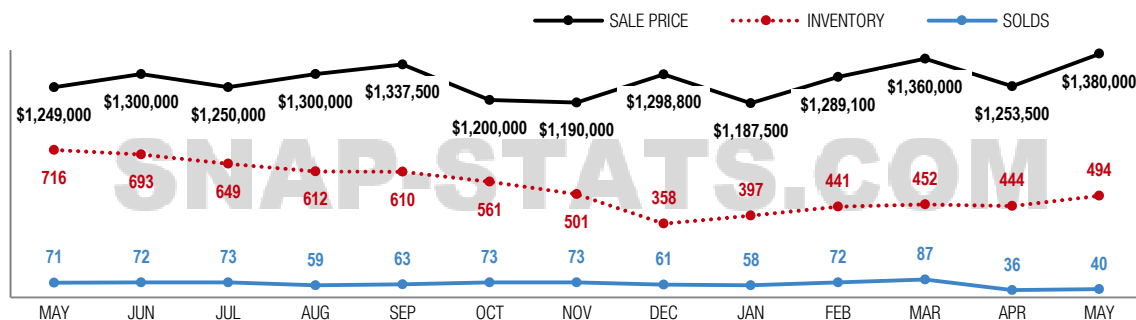 SALE PRICE INVENTORY SOLDS
$1,249,000 $1,300,000 $1,250,000 $1,300,000 $1,337,500 $1,200,000 $1,190,000 $1,298,800 $1,187,500 $1,289,100 $1,360,000 $1,253,500 $1,380,000
SNAP-STATS.COM
716 693 649 612 610 561 501 358 397 441 452 444 494
71 72 73 59 63 73 73 61 58 72 87 36 40
MAY JUN JUL AUG SEP OCT NOV DEC JAN FEB MAR APR MAY